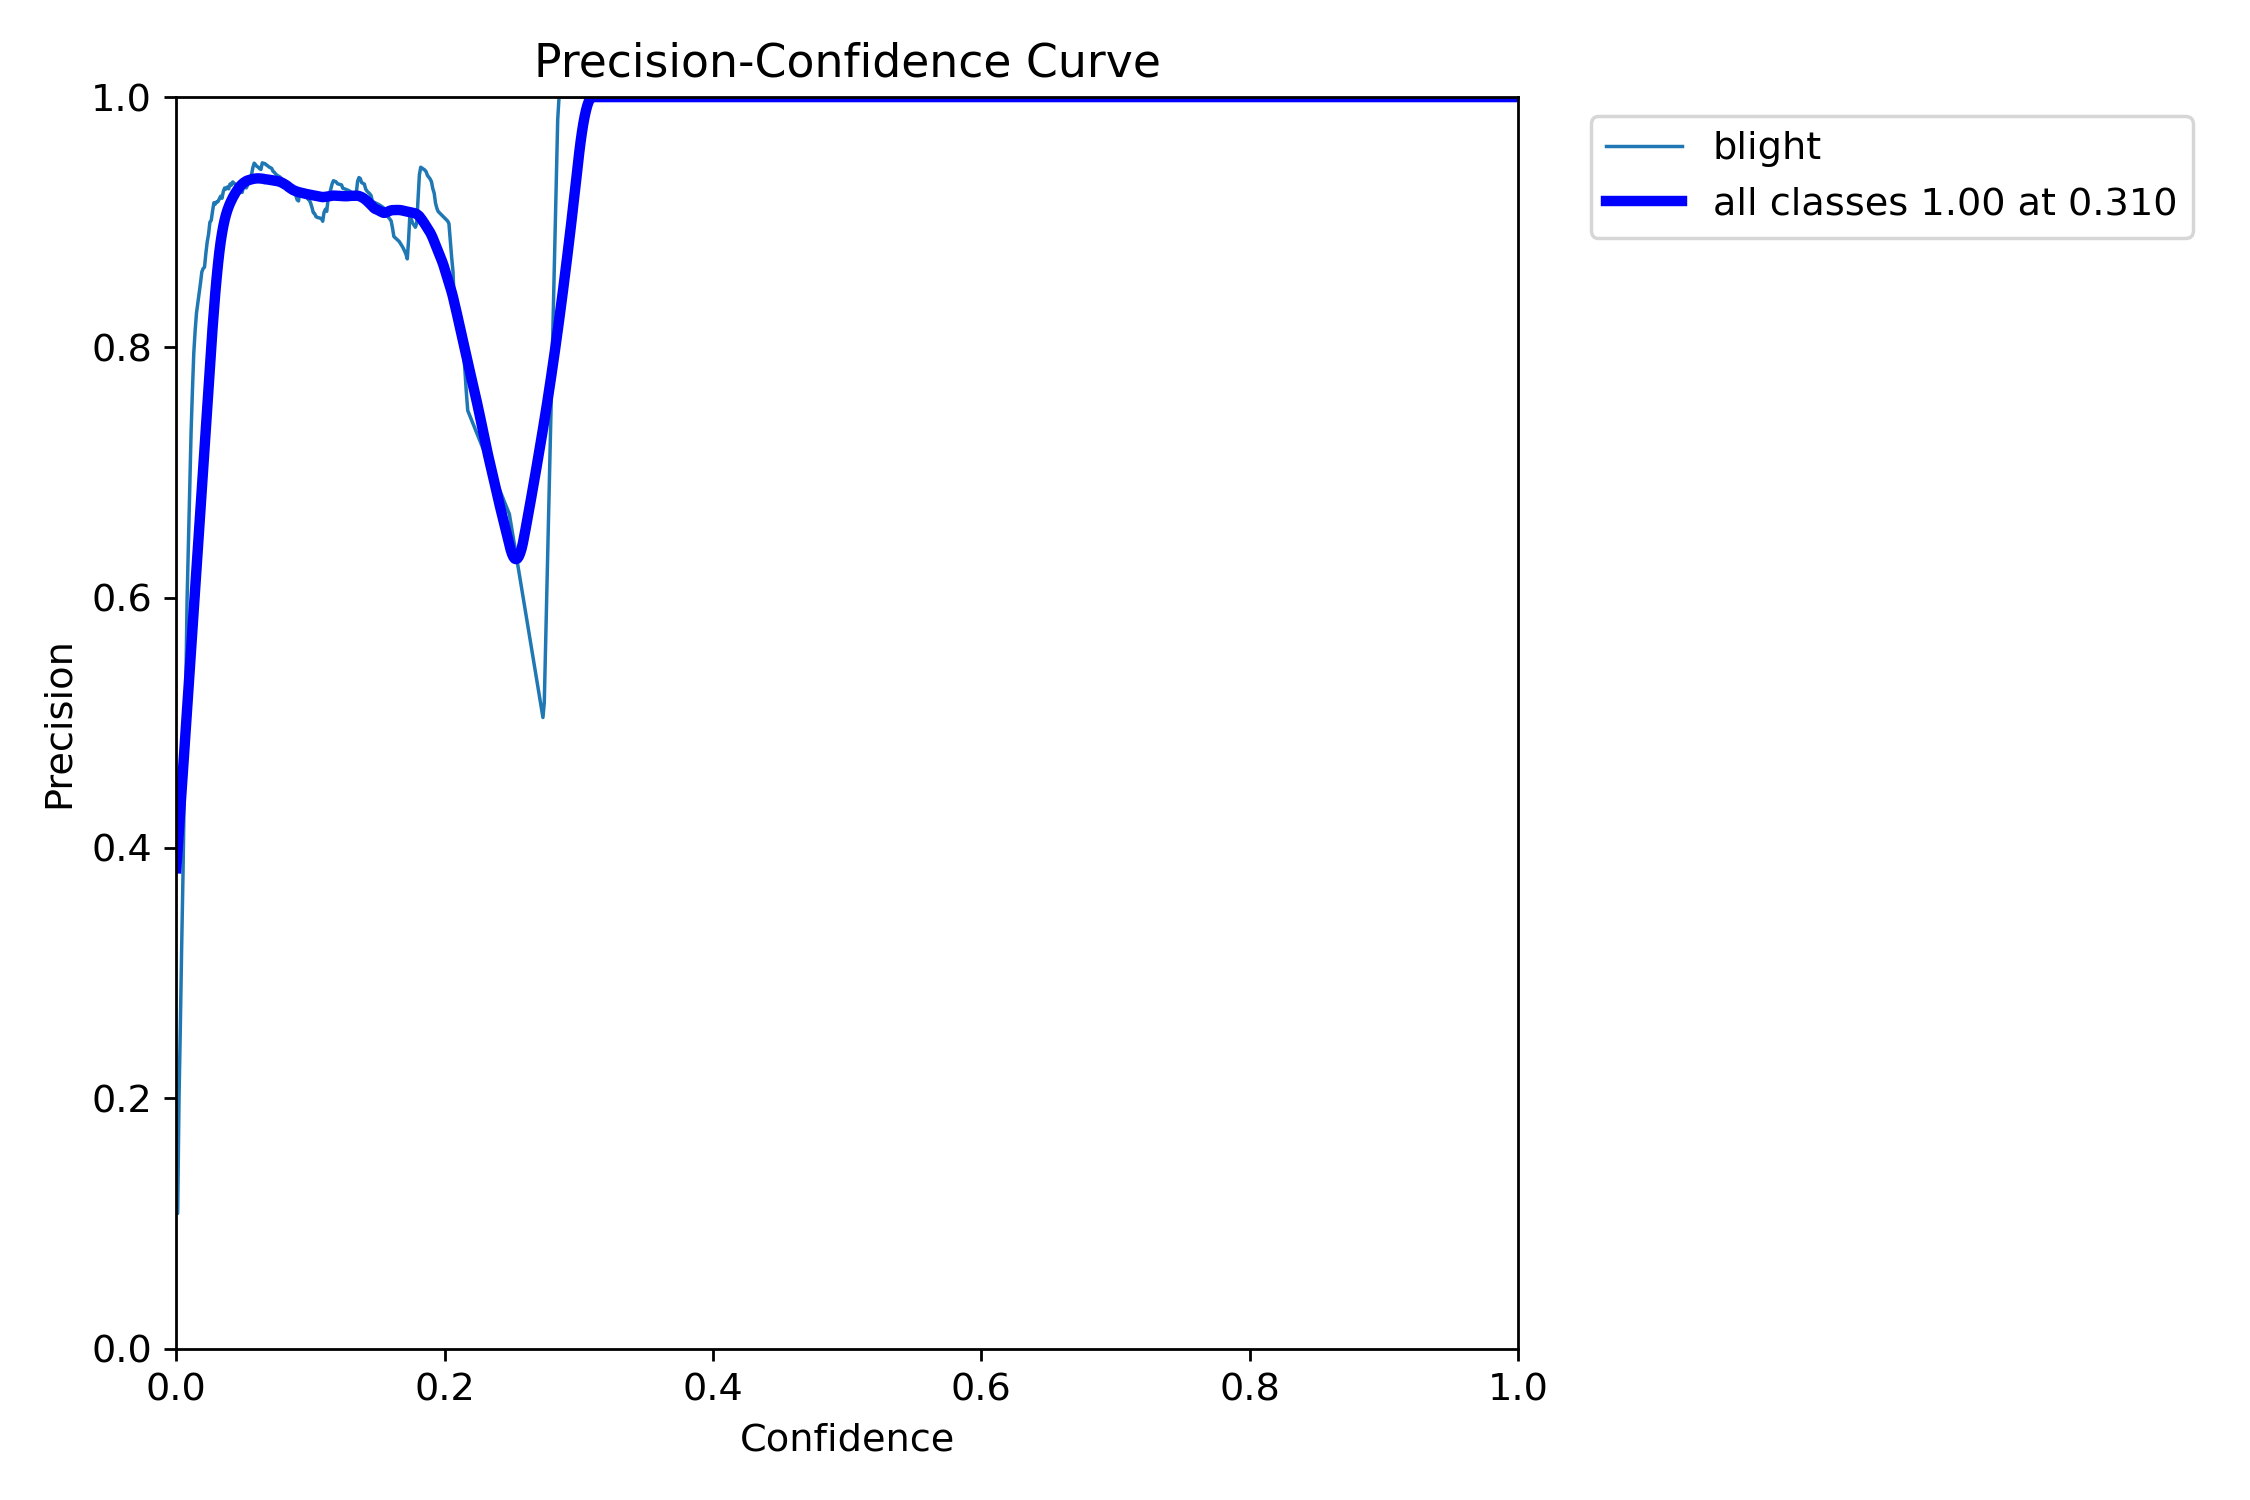 Precision-Confidence Curve
1.0
0.8
0.6
0.4
0.2
0.0
Precision
0.0 0.2 0.4 0.6 0.8 1.0
Confidence
blight
all classes 1.00 at 0.310